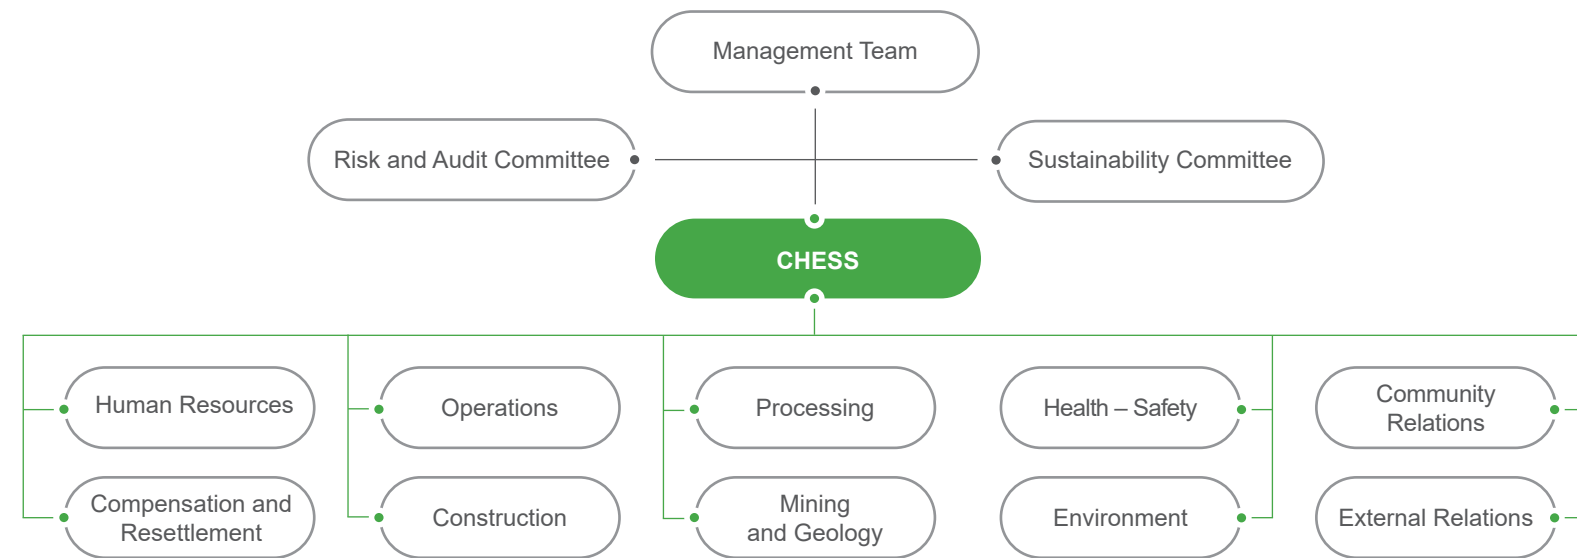 Management Team
Risk and Audit Committee
Sustainability Committee
CHESS
Human Resources
Operations
Processing
Health – Safety
Community
Relations
Compensation and
Resettlement
Construction
Mining
and Geology
Environment
External Relations